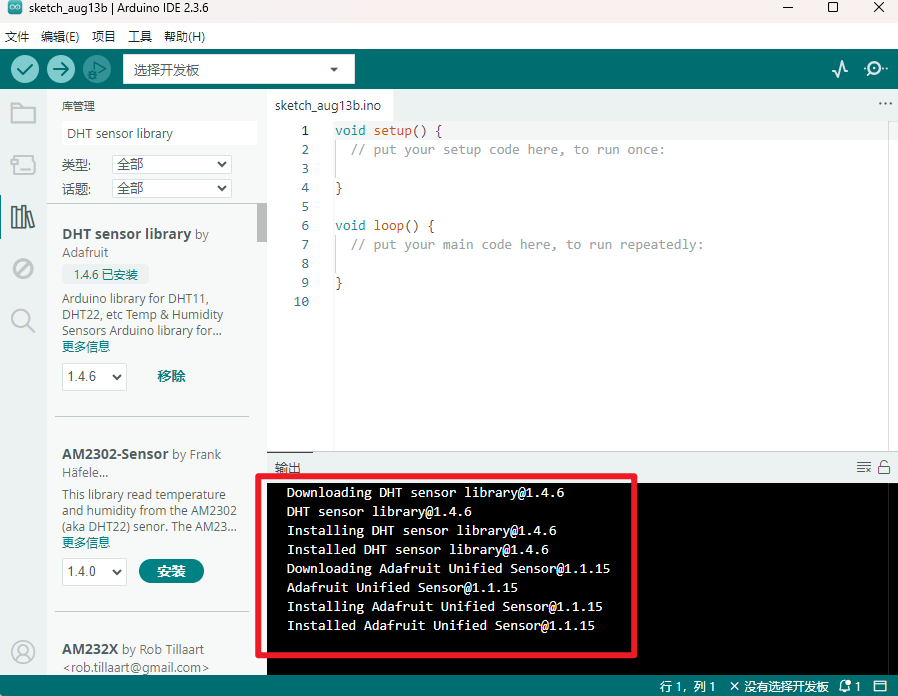 sketch_aug13b | Arduino IDE 2.3.6
文件 编辑(E) 项目 工具 帮助(H)
选择开发板
库管理
DHT sensor library
类型: 全部
话题: 全部
DHT sensor library by
Adafruit
1.4.6 已安装
Arduino library for DHT11,
DHT22, etc Temp & Humidity
Sensors Arduino library for...
更多信息
1.4.6 移除
AM2302-Sensor by Frank
Häfele...
This library read temperature
and humidity from the AM2302
(aka DHT22) senor. The AM23...
更多信息
1.4.0 安装
AM232X by Rob Tillaart
<rob.tillaart@gmail.com>
sketch_aug13b.ino
1 void setup() {
2 // put your setup code here, to run once:
3
4 }
5
6 void loop() {
7 // put your main code here, to run repeatedly:
8
9 }
10
输出
Downloading DHT sensor library@1.4.6
DHT sensor library@1.4.6
Installing DHT sensor library@1.4.6
Installed DHT sensor library@1.4.6
Downloading Adafruit Unified Sensor@1.1.15
Adafruit Unified Sensor@1.1.15
Installing Adafruit Unified Sensor@1.1.15
Installed Adafruit Unified Sensor@1.1.15
行 1，列 1 没有选择开发板 1